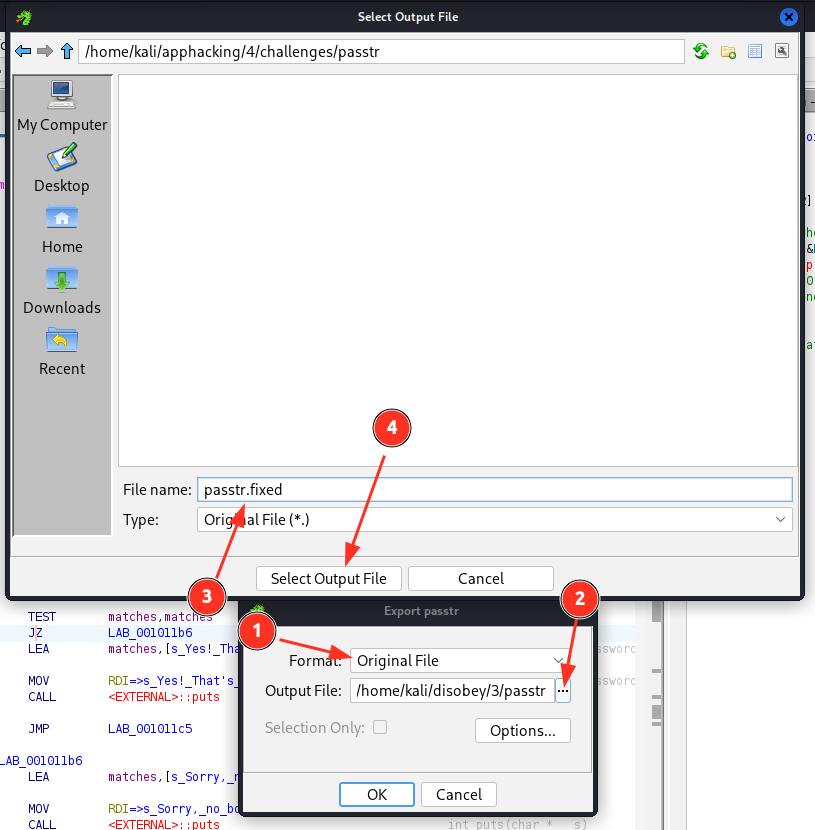 Select Output File
/home/kali/apphacking/4/challenges/passtr
My Computer
Desktop
Home
Downloads
Recent
4
File name: passtr.fixed
Type: Original File (*.)
Select Output File Cancel
3
2
1
Export passtr
Format: Original File
Output File: /home/kali/disobey/3/passtr ...
Selection Only:
Options...
OK Cancel
TEST matches,matches
JZ LAB_001011b6
LEA matches,[s_Yes!_Tha
MOV RDI=>s_Yes!_That's_
CALL <EXTERNAL>::puts
JMP LAB_001011c5
LAB_001011b6
LEA matches,[s_Sorry,_n
MOV RDI=>s_Sorry,_no_bo
CALL <EXTERNAL>::puts int puts(char * __s)